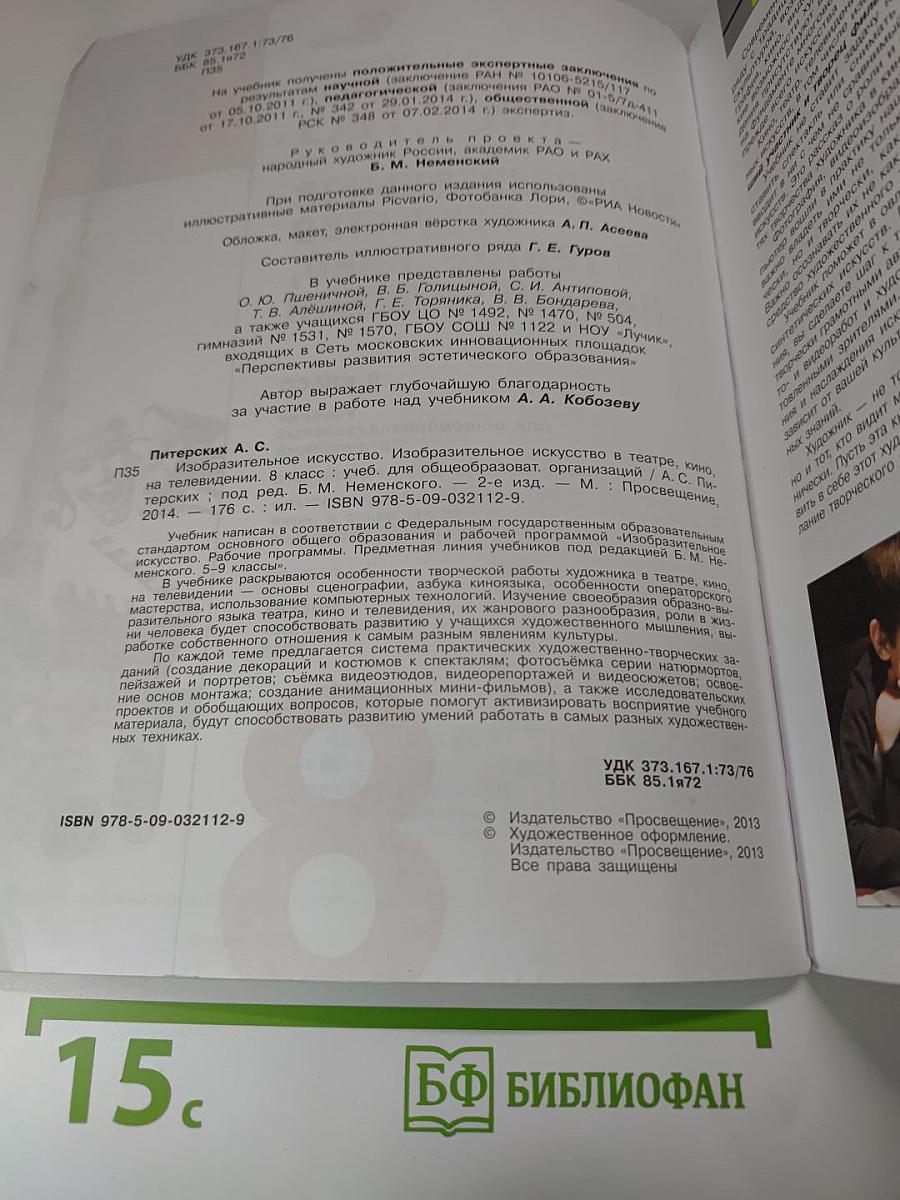 УДК 373.167.1:73/76
ББК 85.1я72
П35
На учебник получены положительные экспертные заключения по
результатам научной (заключение РАН № 10106-5215/117
от 05.10.2011 г.), педагогической (заключения РАО № 01-5/7д-411
от 17.10.2011 г., № 342 от 29.01.2014 г.), общественной (заключение
РСК № 348 от 07.02.2014 г.) экспертиз.
Руководитель проекта —
народный художник России, академик РАО и РАХ
Б. М. Неменский
При подготовке данного издания использованы
иллюстративные материалы Picvario, Фотобанка Лори, ©«РИА Новости»
Обложка, макет, электронная вёрстка художника А. П. Асеева
Составитель иллюстративного ряда Г. Е. Гуров
В учебнике представлены работы
О. Ю. Пшеничной, В. Б. Голицыной, С. И. Антиповой,
Т. В. Алёшиной, Г. Е. Торяника, В. В. Бондарева,
а также учащихся ГБОУ ЦО № 1492, № 1470, № 504,
гимназий № 1531, № 1570, ГБОУ СОШ № 1122 и НОУ «Лучик»,
входящих в Сеть московских инновационных площадок
«Перспективы развития эстетического образования»
Автор выражает глубочайшую благодарность
за участие в работе над учебником А. А. Кобозеву
Питерских А. С.
П35 Изобразительное искусство. Изобразительное искусство в театре, кино,
на телевидении. 8 класс : учеб. для общеобразоват. организаций / А. С. Пи-
терских ; под ред. Б. М. Неменского. — 2-е изд. — М. : Просвещение,
2014. — 176 с. : ил. — ISBN 978-5-09-032112-9.
Учебник написан в соответствии с Федеральным государственным образовательным
стандартом основного общего образования и рабочей программой «Изобразительное
искусство. Рабочие программы. Предметная линия учебников под редакцией Б. М. Не-
менского. 5–9 классы».
В учебнике раскрываются особенности творческой работы художника в театре, кино,
на телевидении — основы сценографии, азбука киноязыка, особенности операторского
мастерства, использование компьютерных технологий. Изучение своеобразия образно-вы-
разительного языка театра, кино и телевидения, их жанрового разнообразия, роли в жиз-
ни человека будет способствовать развитию у учащихся художественного мышления, вы-
работке собственного отношения к самым разным явлениям культуры.
По каждой теме предлагается система практических художественно-творческих за-
даний (создание декораций и костюмов к спектаклям; фотосъёмка серии натюрмортов,
пейзажей и портретов; съёмка видеоэтюдов, видеорепортажей и видеосюжетов; освое-
ние основ монтажа; создание анимационных мини-фильмов), а также исследовательских
проектов и обобщающих вопросов, которые помогут активизировать восприятие учебного
материала, будут способствовать развитию умений работать в самых разных художествен-
ных техниках.
УДК 373.167.1:73/76
ББК 85.1я72
ISBN 978-5-09-032112-9
© Издательство «Просвещение», 2013
© Художественное оформление.
Издательство «Просвещение», 2013
Все права защищены
15 с
БФ БИБЛИОФАН